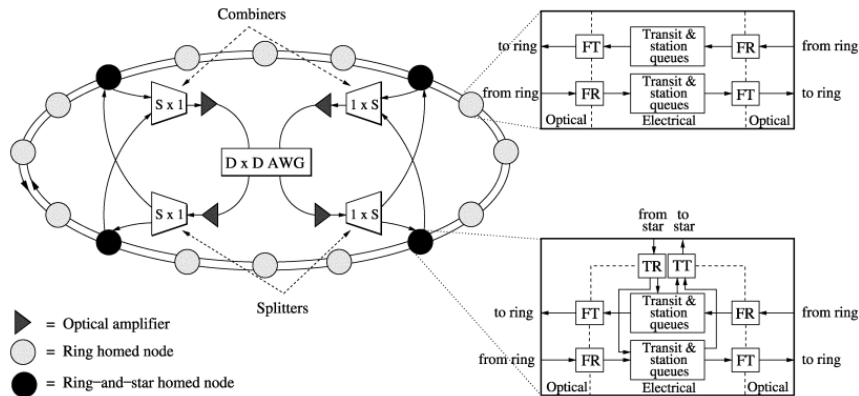 Combiners
S x 1
1 x S
D x D AWG
S x 1
1 x S
Splitters
= Optical amplifier
= Ring homed node
= Ring−and−star homed node
to ring
FT
Transit &
station
queues
FR
from ring
from ring
FR
Transit &
station
queues
FT
to ring
Optical
Electrical
Optical
from
star
to
star
TR
TT
to ring
FT
Transit &
station
queues
FR
from ring
from ring
FR
Transit &
station
queues
FT
to ring
Optical
Electrical
Optical